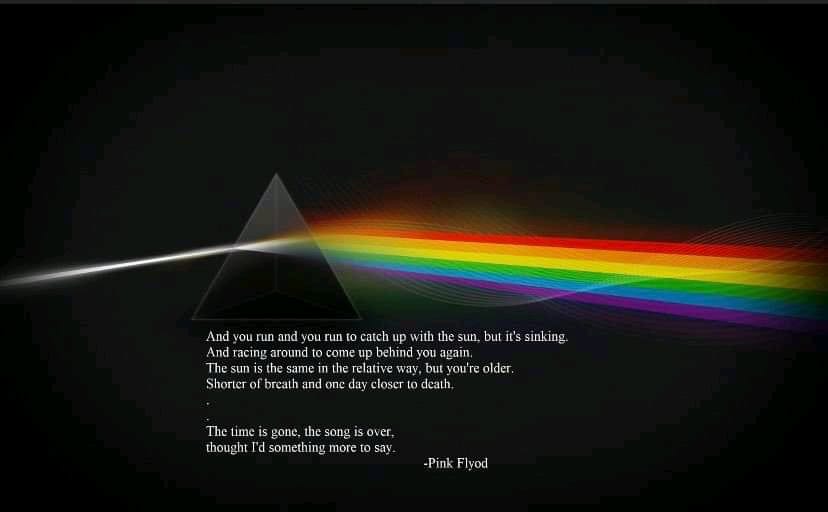 And you run and you run to catch up with the sun, but it's sinking.
And racing around to come up behind you again.
The sun is the same in the relative way, but you're older.
Shorter of breath and one day closer to death.
.
.
The time is gone, the song is over,
thought I'd something more to say.
-Pink Flyod